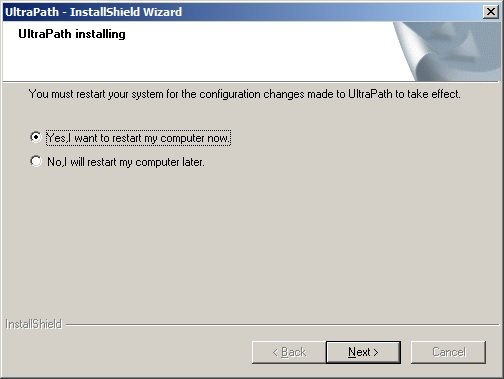 UltraPath - InstallShield Wizard
UltraPath installing
You must restart your system for the configuration changes made to UltraPath to take effect.
Yes,I want to restart my computer now.
No,I will restart my computer later.
InstallShield
< Back
Next >
Cancel